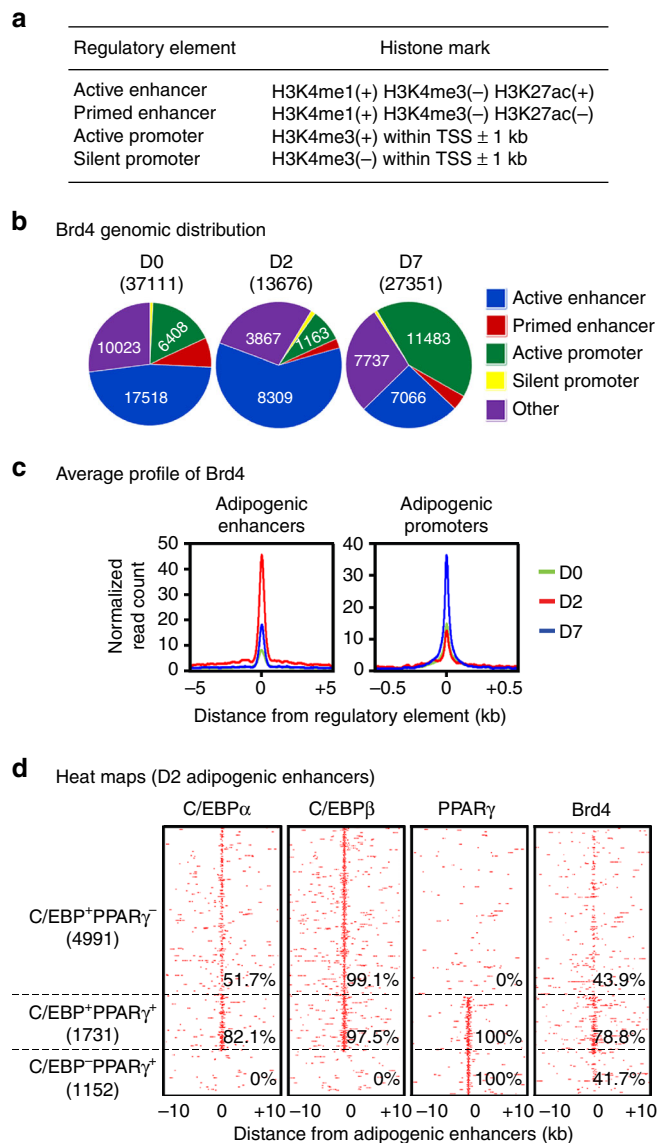 a
Regulatory element Histone mark
Active enhancer H3K4me1(+) H3K4me3(–) H3K27ac(+)
Primed enhancer H3K4me1(+) H3K4me3(–) H3K27ac(–)
Active promoter H3K4me3(+) within TSS ± 1 kb
Silent promoter H3K4me3(–) within TSS ± 1 kb
b Brd4 genomic distribution
D0 D2 D7
(37111) (13676) (27351)
10023 6408 17518
3867 1163 8309
11483 7737 7066
Active enhancer
Primed enhancer
Active promoter
Silent promoter
Other
c Average profile of Brd4
Adipogenic enhancers
Adipogenic promoters
Normalized read count
50
40
30
20
10
0
–5 0 +5
40
30
20
10
0
–0.5 0 +0.5
D0
D2
D7
Distance from regulatory element (kb)
d Heat maps (D2 adipogenic enhancers)
C/EBPα C/EBPβ PPARγ Brd4
C/EBP⁺PPARγ⁻
(4991)
51.7% 99.1% 0% 43.9%
C/EBP⁺PPARγ⁺
(1731)
82.1% 97.5% 100% 78.8%
C/EBP⁻PPARγ⁺
(1152)
0% 0% 100% 41.7%
–10 0 +10 –10 0 +10 –10 0 +10 –10 0 +10 (kb)
Distance from adipogenic enhancers